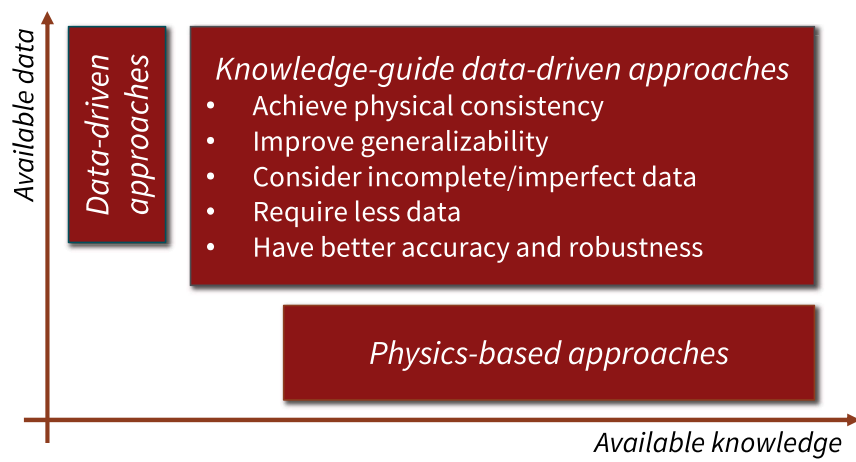 Available data
Data-driven
approaches
Knowledge-guide data-driven approaches
• Achieve physical consistency
• Improve generalizability
• Consider incomplete/imperfect data
• Require less data
• Have better accuracy and robustness
Physics-based approaches
Available knowledge